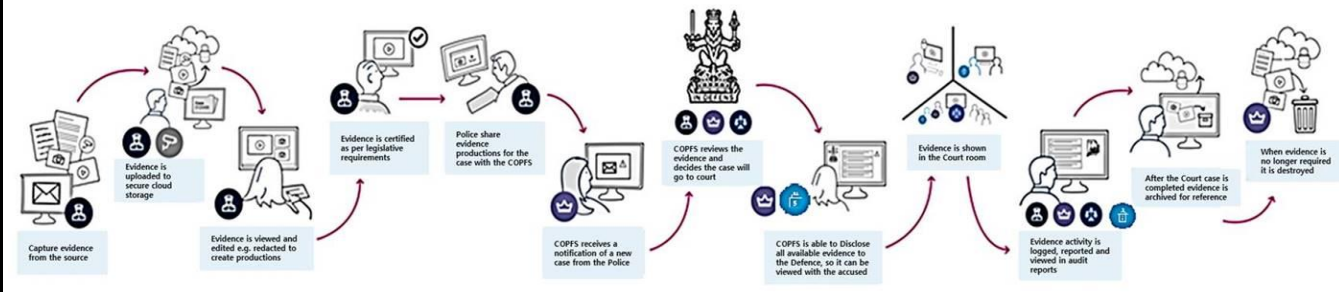 Capture evidence
from the source
Evidence is
uploaded to
secure cloud
storage
Evidence is viewed and
edited e.g. redacted to
create productions
Evidence is certified
as per legislative
requirements
Police share
evidence
productions for the
case with the COPFS
COPFS receives a
notification of a new
case from the Police
COPFS reviews the
evidence and
decides the case will
go to court
COPFS is able to Disclose
all available evidence to
the Defence, so it can be
viewed with the accused
Evidence is shown
in the Court room
Evidence activity is
logged, reported and
viewed in audit
reports
After the Court case is
completed evidence is
archived for reference
When evidence is
no longer required
it is destroyed